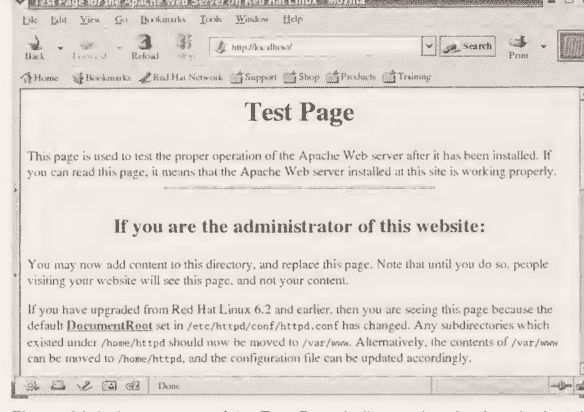 Test Page for the Apache Web Server on Red Hat Linux - Mozilla
File Edit View Go Bookmarks Tools Window Help
Back Forward Reload Stop http://localhost/ Search Print
Home Bookmarks Red Hat Network Support Shop Products Training
Test Page
This page is used to test the proper operation of the Apache Web server after it has been installed. If
you can read this page, it means that the Apache Web server installed at this site is working properly.
If you are the administrator of this website:
You may now add content to this directory, and replace this page. Note that until you do so, people
visiting your website will see this page, and not your content.
If you have upgraded from Red Hat Linux 6.2 and earlier, then you are seeing this page because the
default DocumentRoot set in /etc/httpd/conf/httpd.conf has changed. Any subdirectories which
existed under /home/httpd should now be moved to /var/www. Alternatively, the contents of /var/www
can be moved to /home/httpd, and the configuration file can be updated accordingly.
Done